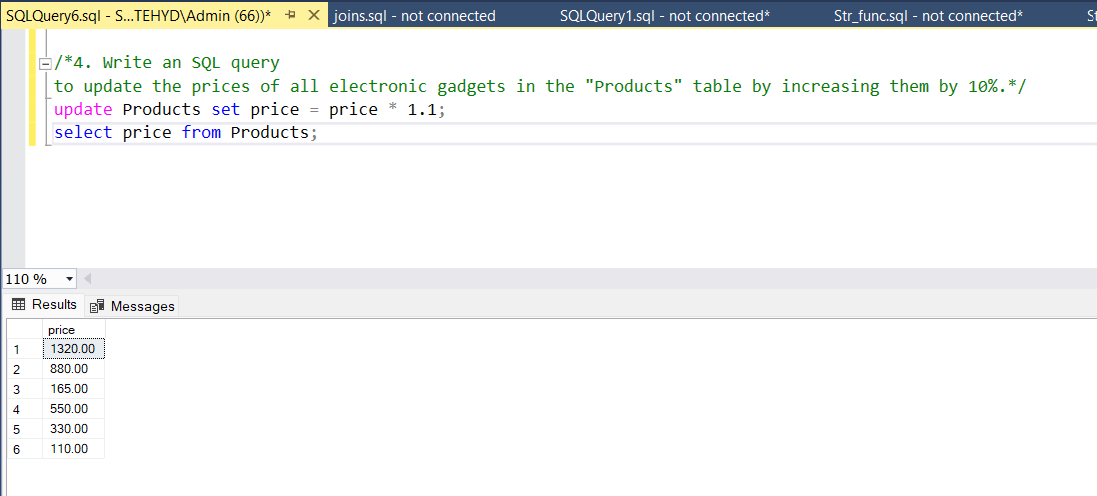 SQLQuery6.sql - S...TEHYD\Admin (66))* joins.sql - not connected SQLQuery1.sql - not connected* Str_func.sql - not connected*
/*4. Write an SQL query
to update the prices of all electronic gadgets in the "Products" table by increasing them by 10%.*/
update Products set price = price * 1.1;
select price from Products;
110 %
Results Messages
price
1 1320.00
2 880.00
3 165.00
4 550.00
5 330.00
6 110.00